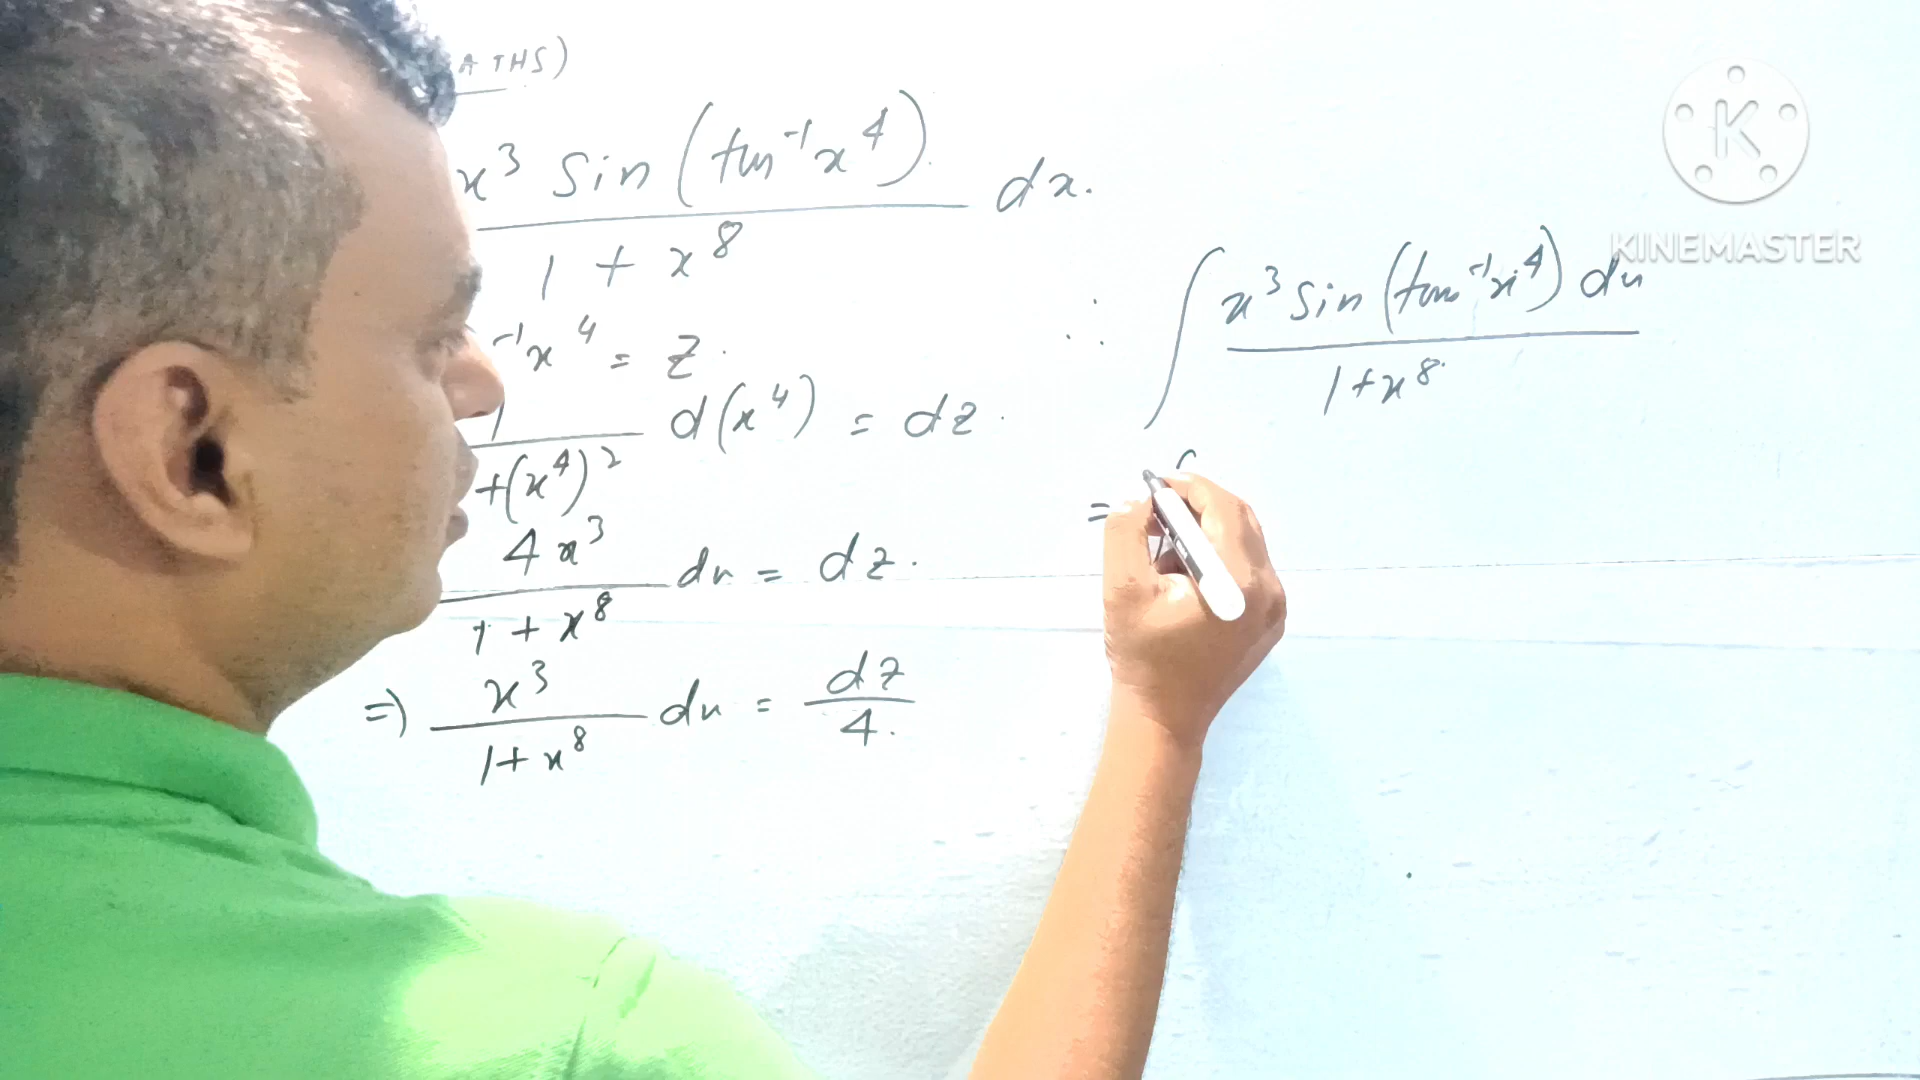 ATHS)
x³ Sin (tan⁻¹x⁴) dx.
1 + x⁸
⁻¹x⁴ = z.
1 d(x⁴) = dz.
+(x⁴)²
4x³ dx = dz.
1 + x⁸
⇒) x³ dx = dz
1+x⁸ 4.
∴ ∫ x³ Sin (tan⁻¹x⁴) dx
1+x⁸
=
K
KINEMASTER